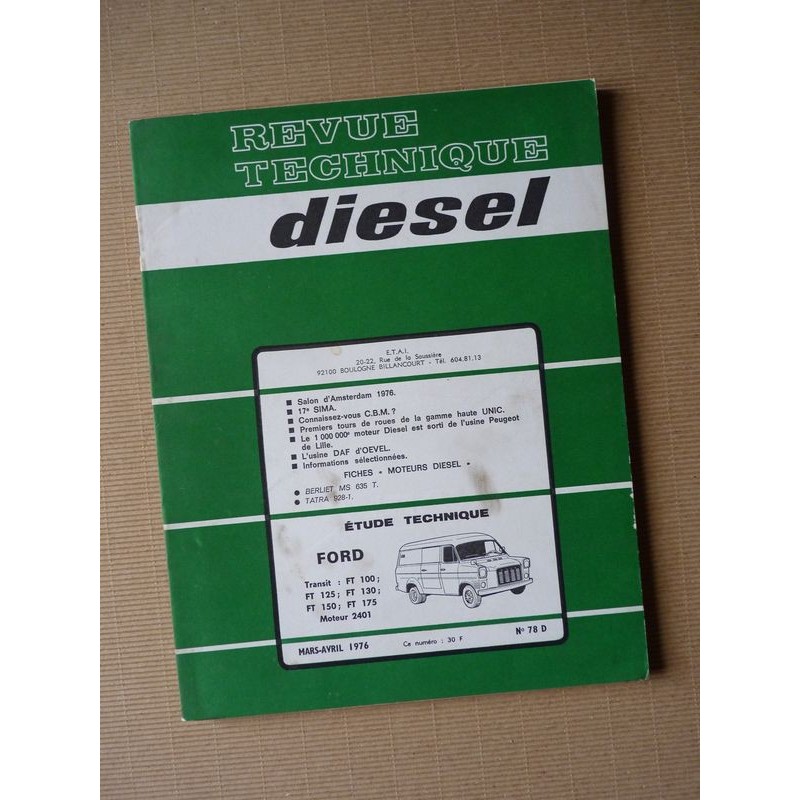 REVUE
TECHNIQUE
diesel
E.T.A.I.
20-22, Rue de la Saussière
92100 BOULOGNE BILLANCOURT - Tél. 604.81.13
■ Salon d'Amsterdam 1976.
■ 17e SIMA.
■ Connaissez-vous C.B.M. ?
■ Premiers tours de roues de la gamme haute UNIC.
■ Le 1 000 000e moteur Diesel est sorti de l'usine Peugeot
de Lille.
■ L'usine DAF d'OEVEL.
■ Informations sélectionnées.
FICHES « MOTEURS DIESEL »
● BERLIET MS 635 T.
● TATRA 928-1.
ÉTUDE TECHNIQUE
FORD
Transit : FT 100 ;
FT 125 ; FT 130 ;
FT 150 ; FT 175
Moteur 2401
MARS-AVRIL 1976 Ce numéro : 30 F No 78 D